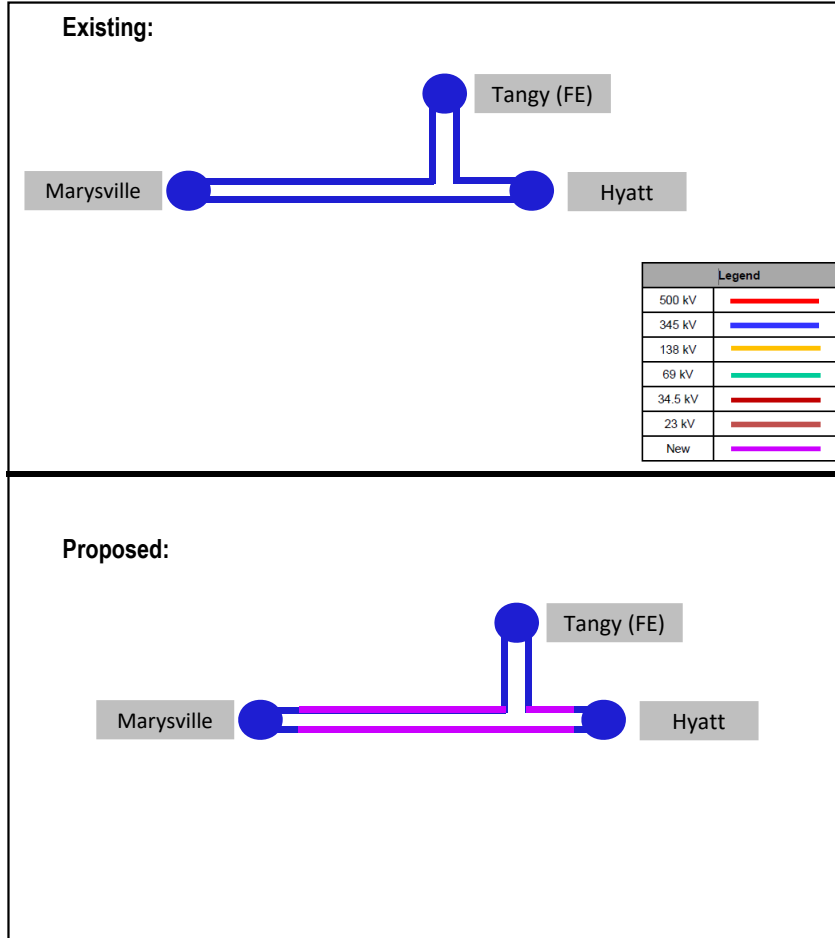 Existing:
Tangy (FE)
Marysville
Hyatt
Legend
500 kV
345 kV
138 kV
69 kV
34.5 kV
23 kV
New
Proposed:
Tangy (FE)
Marysville
Hyatt